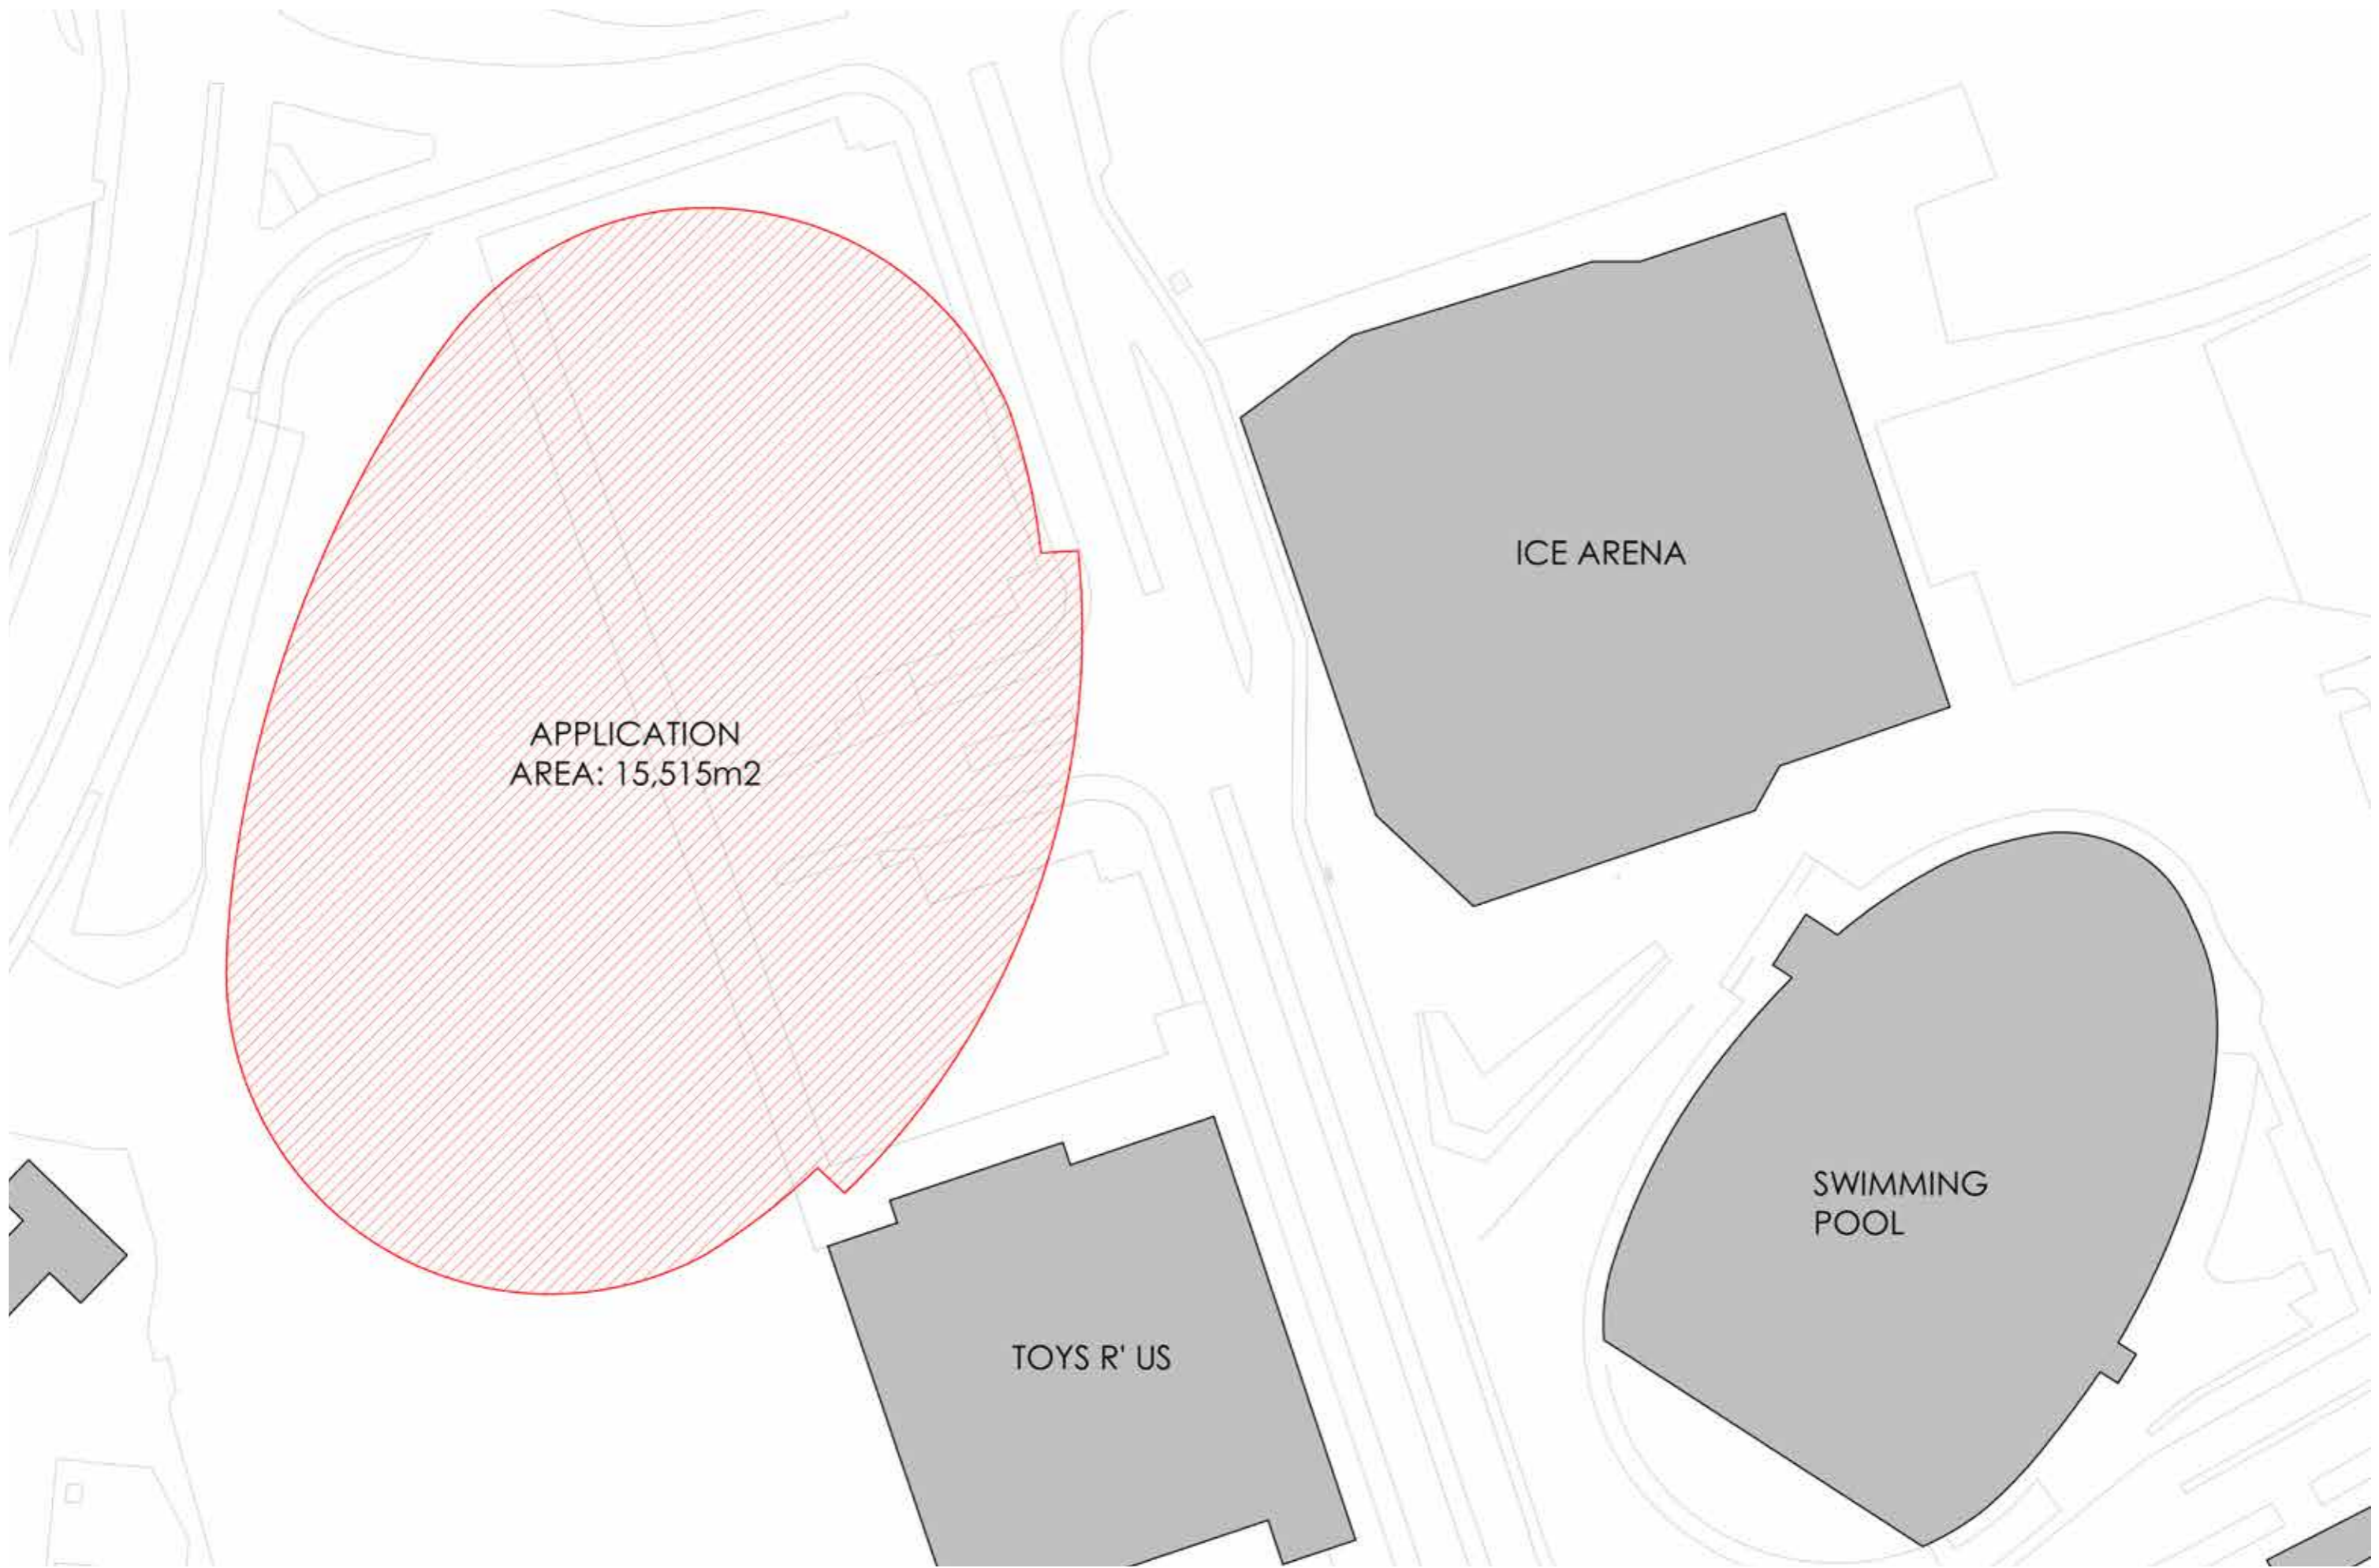 ICE ARENA
APPLICATION
AREA: 15,515m2
SWIMMING
POOL
TOYS R' US